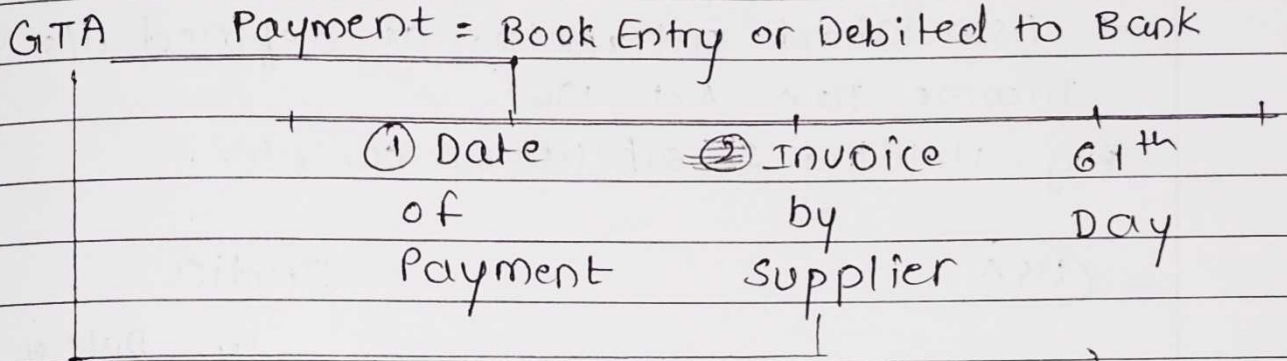 GTA Payment = Book Entry or Debited to Bank
① Date ② Invoice 61th
of by Day
Payment Supplier